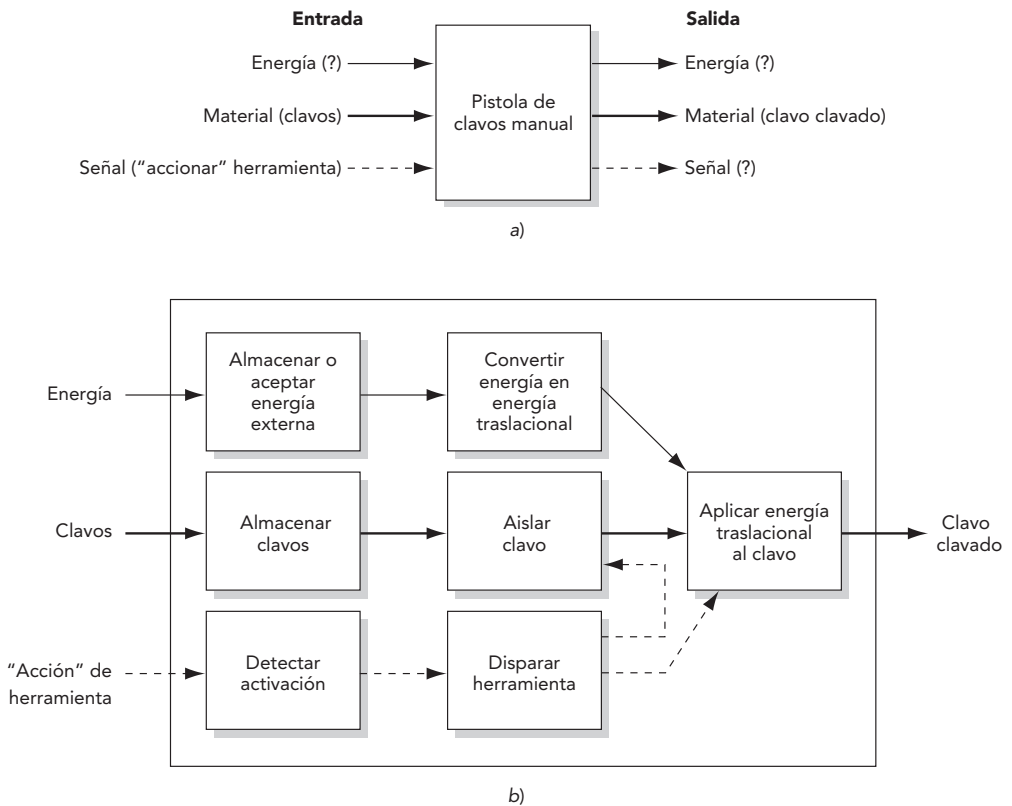 Entrada
Salida
Energía (?)
Energía (?)
Pistola de
clavos manual
Material (clavos)
Material (clavo clavado)
Señal (“accionar” herramienta)
Señal (?)
a)
Almacenar o
aceptar
energía
externa
Convertir
energía en
energía
traslacional
Energía
Clavos
Almacenar
clavos
Aislar
clavo
Aplicar energía
traslacional
al clavo
Clavo
clavado
“Acción” de
herramienta
Detectar
activación
Disparar
herramienta
b)